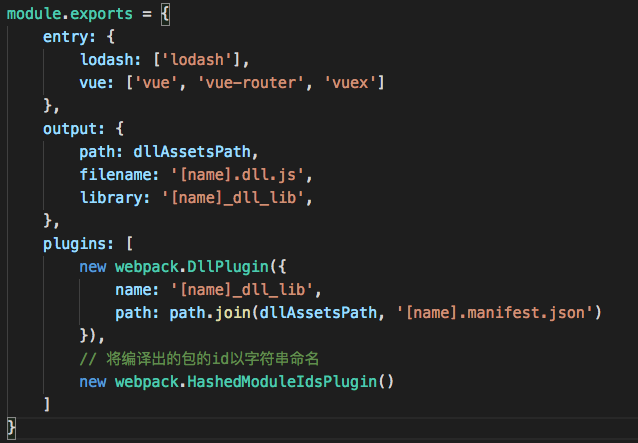 module.exports = {
    entry: {
        lodash: ['lodash'],
        vue: ['vue', 'vue-router', 'vuex']
    },
    output: {
        path: dllAssetsPath,
        filename: '[name].dll.js',
        library: '[name]_dll_lib',
    },
    plugins: [
        new webpack.DllPlugin({
            name: '[name]_dll_lib',
            path: path.join(dllAssetsPath, '[name].manifest.json')
        }),
        // 将编译出的包的id以字符串命名
        new webpack.HashedModuleIdsPlugin()
    ]
}